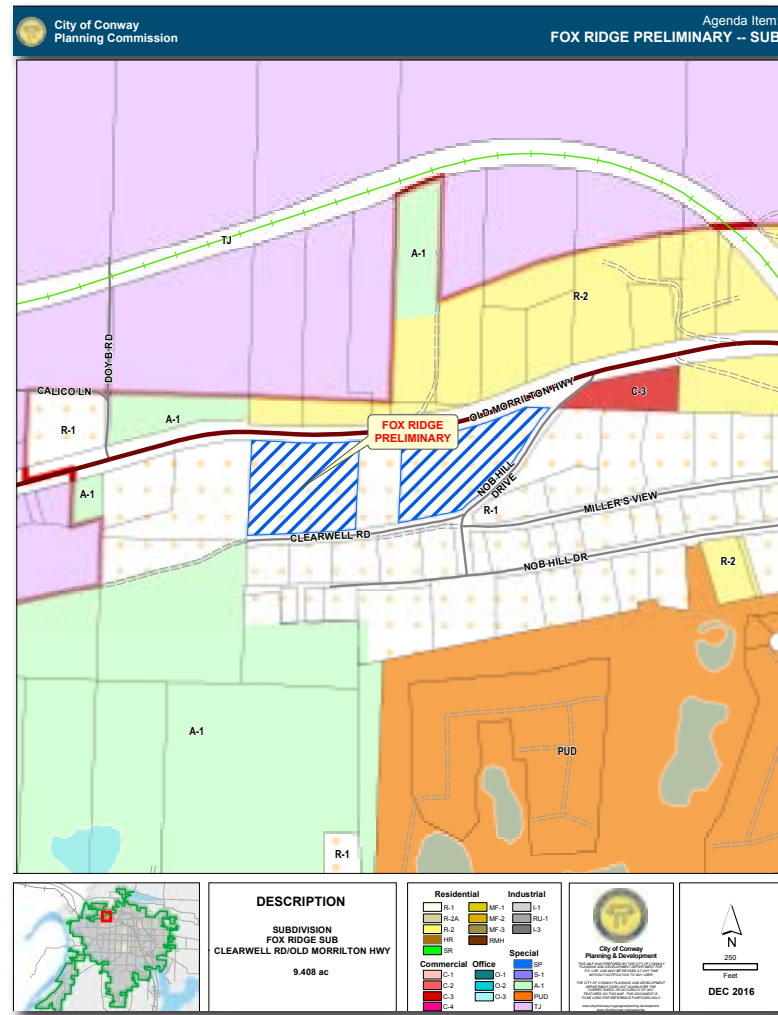 City of Conway
Planning Commission
Agenda Item:
FOX RIDGE PRELIMINARY -- SUB
TJ
A-1
R-2
DOY B RD
CALICO LN
R-1
A-1
OLD MORRILTON HWY
C-3
FOX RIDGE
PRELIMINARY
A-1
NOB HILL
DRIVE
R-1
MILLER'S VIEW
CLEARWELL RD
NOB HILL DR
R-2
A-1
PUD
R-1
DESCRIPTION
SUBDIVISION
FOX RIDGE SUB
CLEARWELL RD/OLD MORRILTON HWY
9.408 ac
Residential
R-1
R-2A
R-2
HR
SR
MF-1
MF-2
MF-3
RMH
Industrial
I-1
RU-1
I-3
Commercial
C-1
C-2
C-3
C-4
Office
O-1
O-2
O-3
Special
SP
S-1
A-1
PUD
TJ
City of Conway
Planning & Development
N
250
Feet
DEC 2016